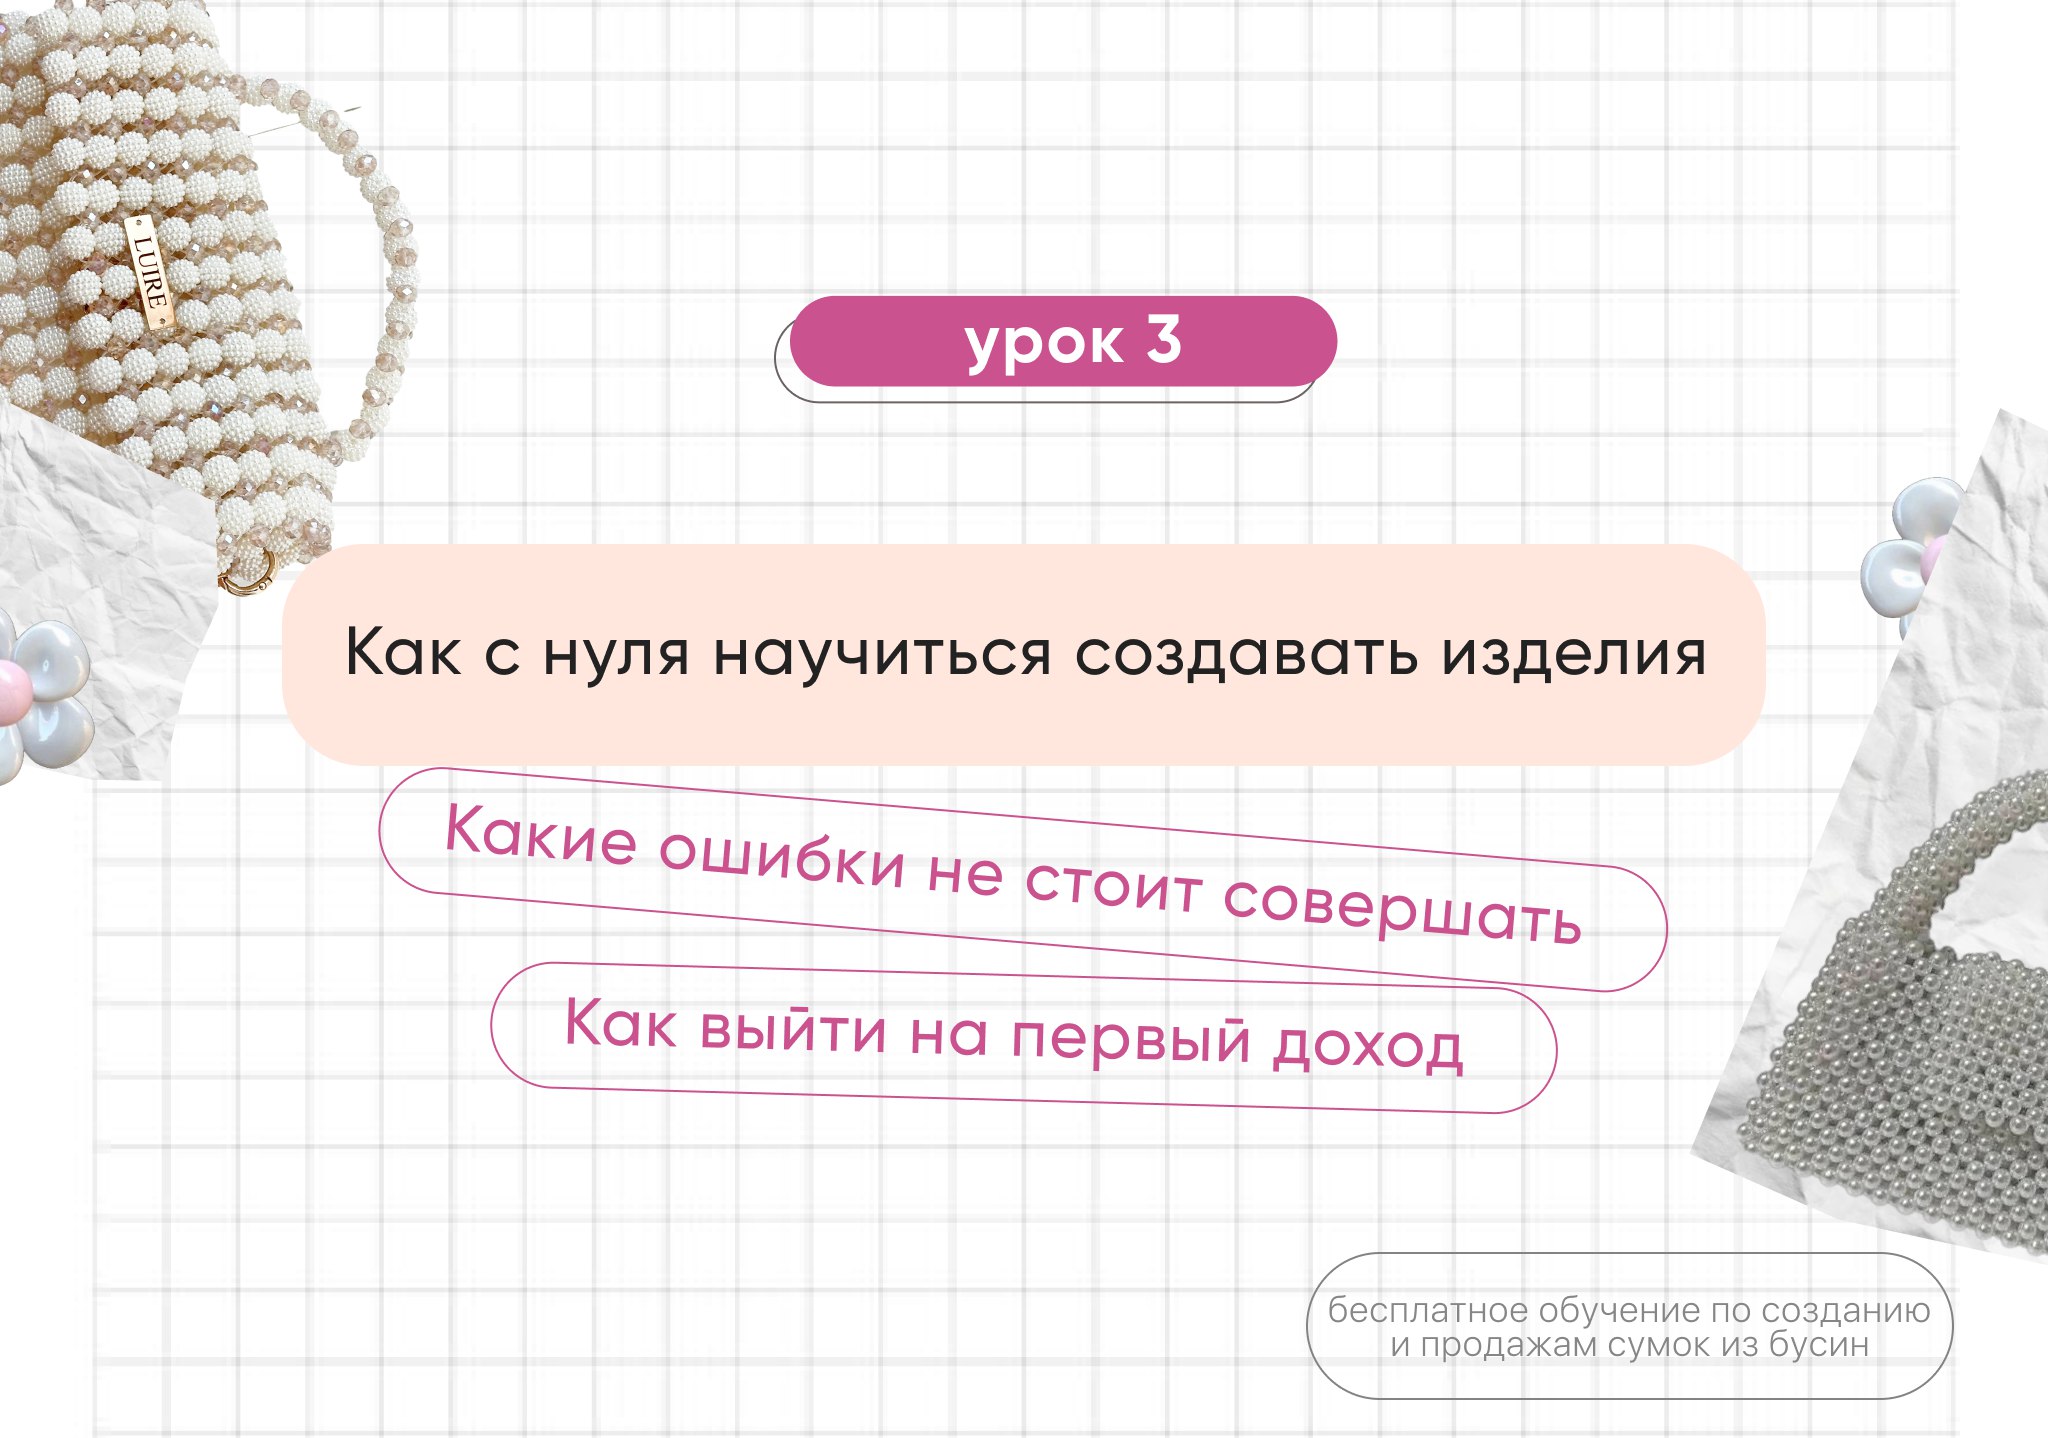 LUIRE
урок 3
Как с нуля научиться создавать изделия
Какие ошибки не стоит совершать
Как выйти на первый доход
бесплатное обучение по созданию
и продажам сумок из бусин